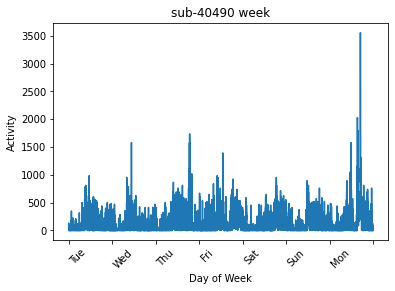 sub-40490 week
3500
3000
2500
2000
1500
1000
500
0
Activity
Tue
Wed
Thu
Fri
Sat
Sun
Mon
Day of Week